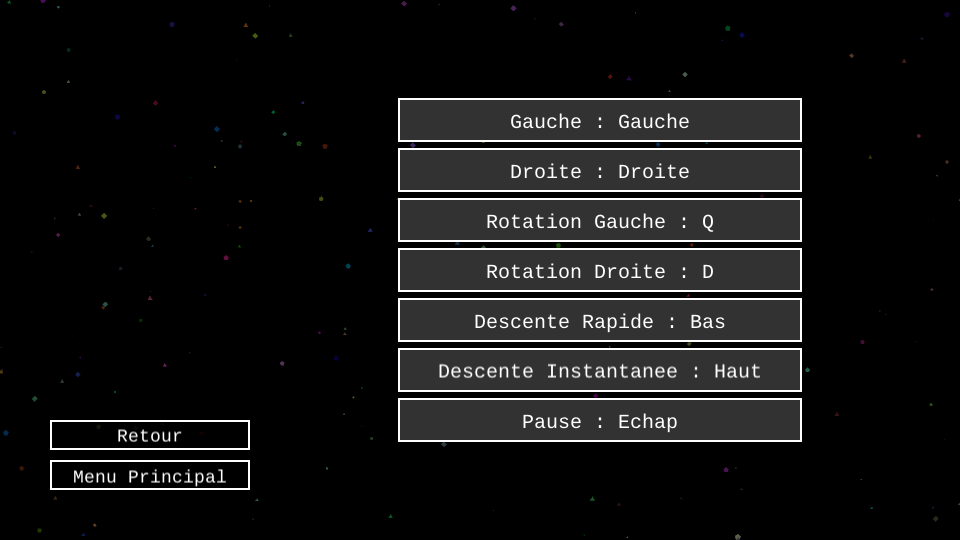 Gauche : Gauche
Droite : Droite
Rotation Gauche : Q
Rotation Droite : D
Descente Rapide : Bas
Descente Instantanee : Haut
Pause : Echap
Retour
Menu Principal